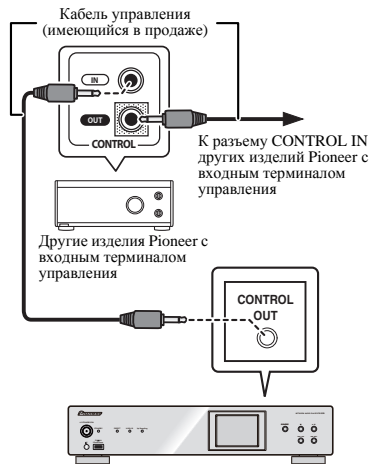 Кабель управления
(имеющийся в продаже)
IN
OUT
CONTROL
К разъему CONTROL IN
других изделий Pioneer с
входным терминалом
управления
Другие изделия Pioneer с
входным терминалом
управления
CONTROL
OUT
Pioneer